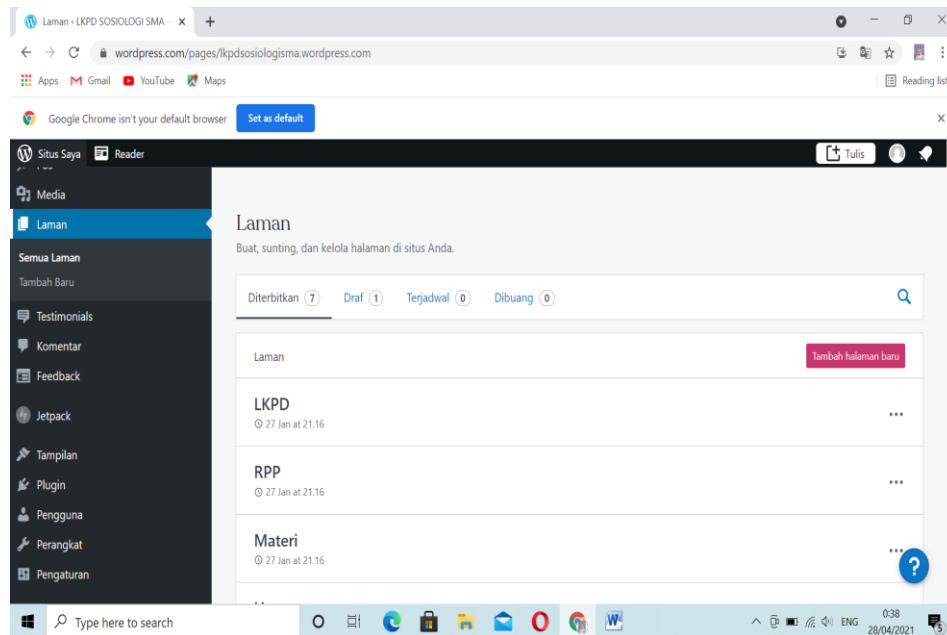 Laman ‹ LKPD SOSIOLOGI SMA –
wordpress.com/pages/lkpdsosiologisma.wordpress.com
Apps Gmail YouTube Maps Reading list
Google Chrome isn't your default browser Set as default
Situs Saya Reader Tulis
Media
Laman
Semua Laman
Tambah Baru
Testimonials
Komentar
Feedback
Jetpack
Tampilan
Plugin
Pengguna
Perangkat
Pengaturan
Laman
Buat, sunting, dan kelola halaman di situs Anda.
Diterbitkan 7 Draf 1 Terjadwal 0 Dibuang 0
Laman Tambah halaman baru
LKPD
27 Jan at 21.16
RPP
27 Jan at 21.16
Materi
27 Jan at 21.16
?
Type here to search
ENG
0:38
28/04/2021
5